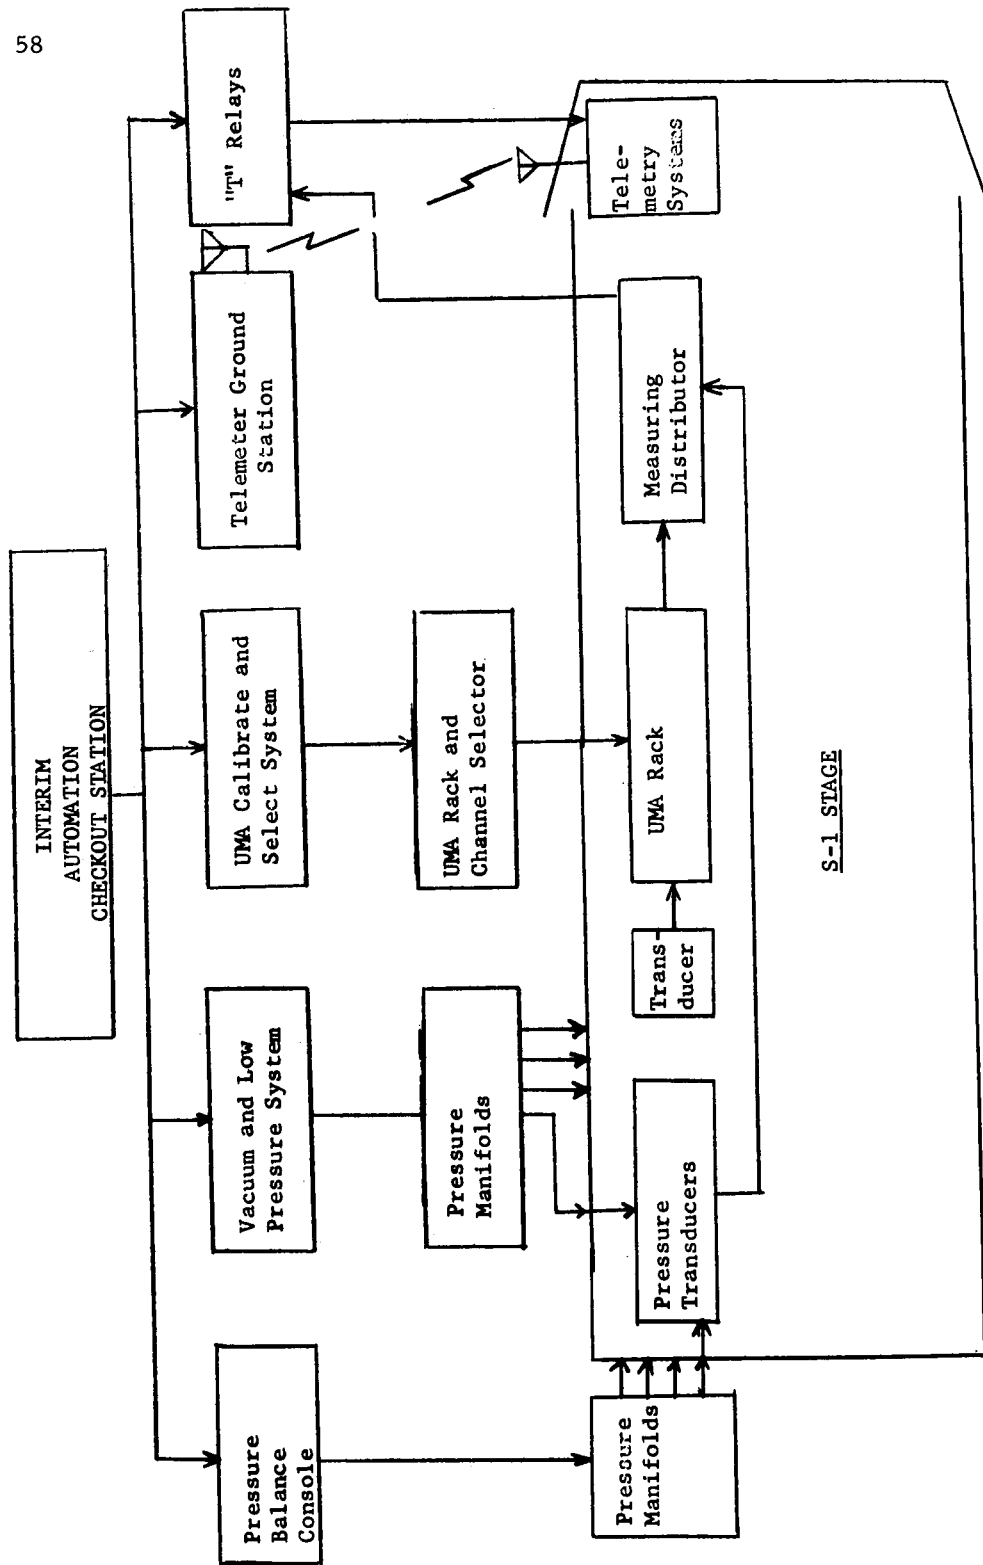 58
INTERIM
AUTOMATION
CHECKOUT STATION
Pressure
Balance
Console
Vacuum and Low
Pressure System
UMA Calibrate and
Select System
Telemeter Ground
Station
"T" Relays
Pressure
Manifolds
UMA Rack and
Channel Selector
Pressure
Manifolds
Pressure
Transducers
Trans-
ducer
UMA Rack
Measuring
Distributor
Tele-
metry
Systems
S-1 STAGE